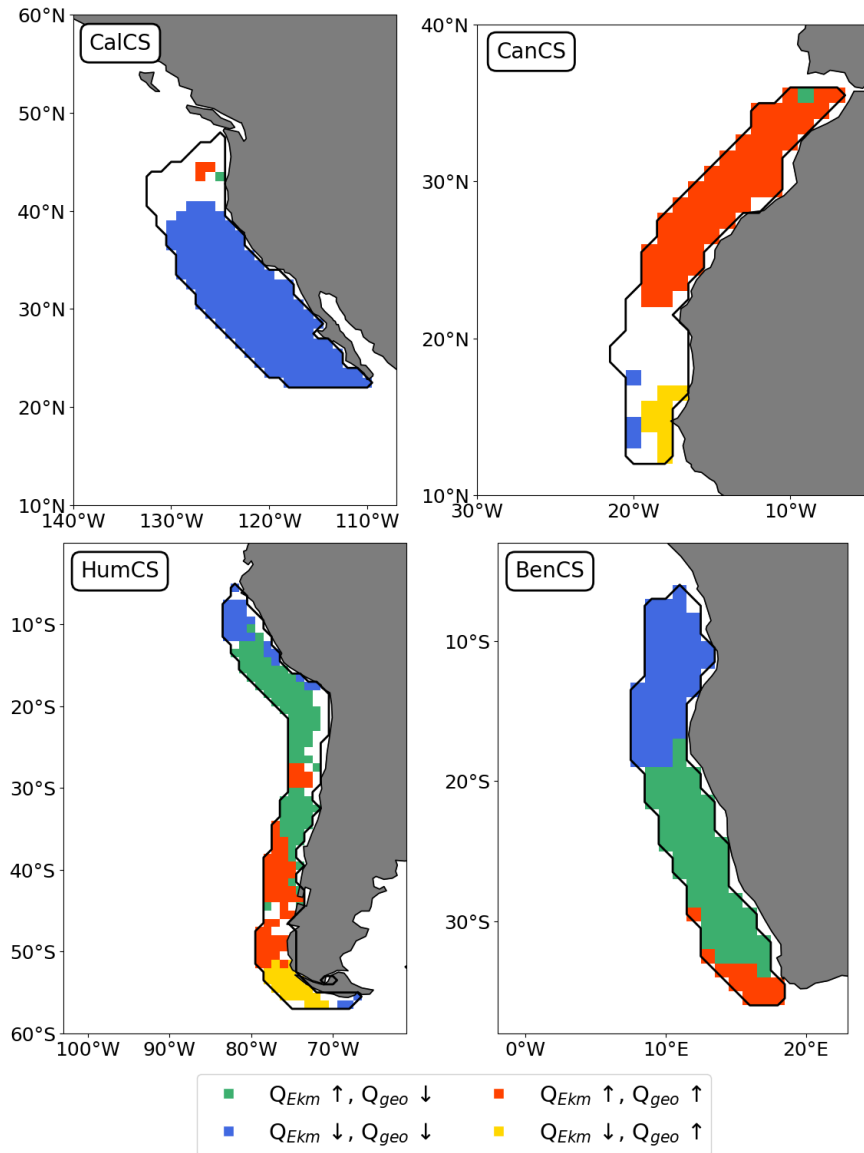 60°N
CalCS
50°N
40°N
30°N
20°N
10°N
140°W 130°W 120°W 110°W
40°N
CanCS
30°N
20°N
10°N
30°W 20°W 10°W
HumCS
10°S
20°S
30°S
40°S
50°S
60°S
100°W 90°W 80°W 70°W
BenCS
10°S
20°S
30°S
0°W 10°E 20°E
Q_Ekm ↑, Q_geo ↓ Q_Ekm ↑, Q_geo ↑
Q_Ekm ↓, Q_geo ↓ Q_Ekm ↓, Q_geo ↑